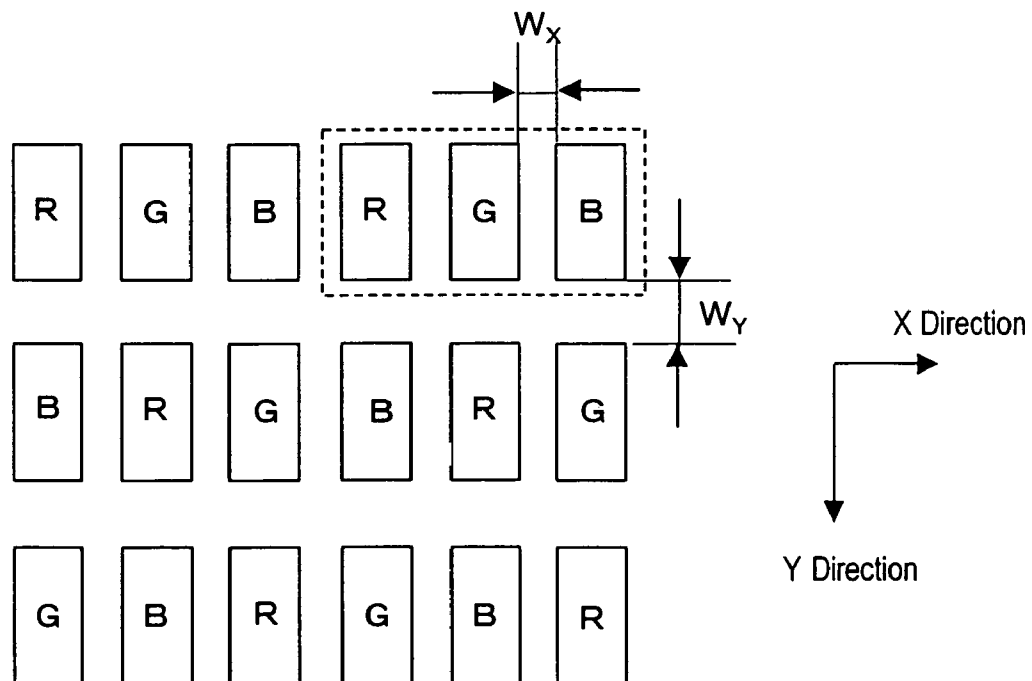 W_X
R G B R G B
W_Y
X Direction
B R G B R G
Y Direction
G B R G B R